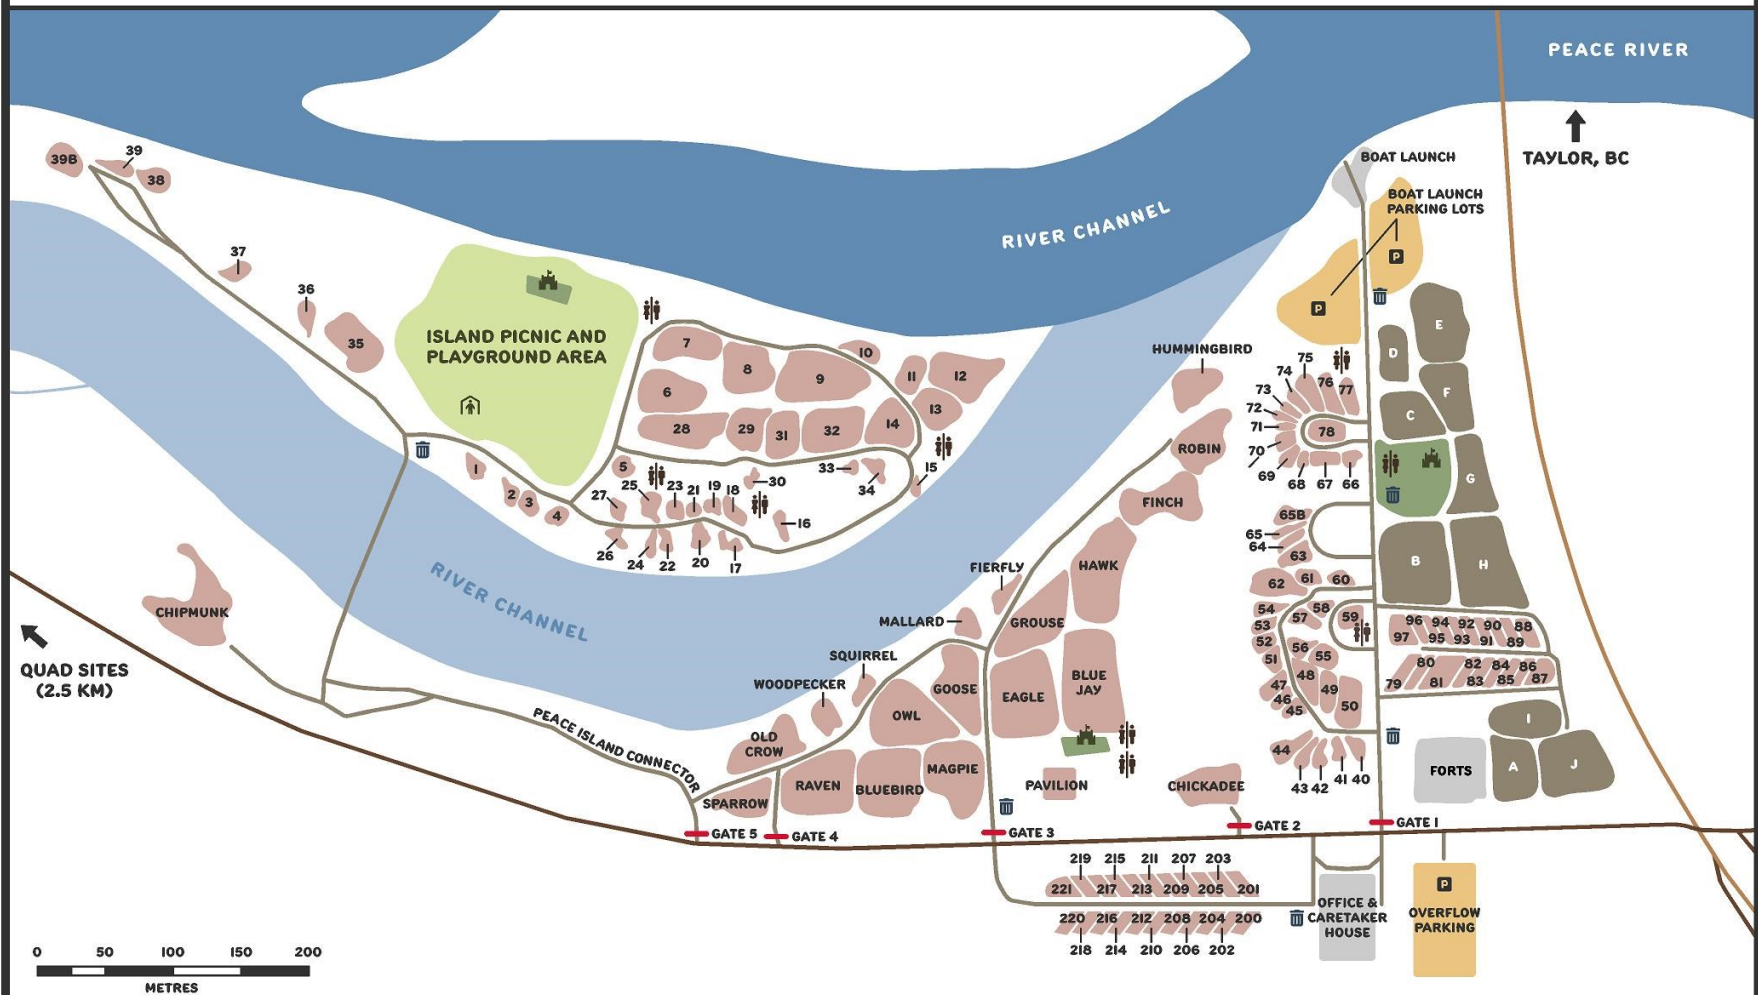 PEACE RIVER
TAYLOR, BC
BOAT LAUNCH
BOAT LAUNCH
PARKING LOTS
P
P
RIVER CHANNEL
39B
39
38
37
36
35
ISLAND PICNIC AND
PLAYGROUND AREA
7
8
9
10
11
12
13
6
28
29
31
32
14
5
33
34
15
27
25
23
21
19
18
30
16
26
24
22
20
17
1
2
3
4
RIVER CHANNEL
CHIPMUNK
QUAD SITES
(2.5 KM)
PEACE ISLAND CONNECTOR
HUMMINGBIRD
ROBIN
FINCH
HAWK
FIERFLY
GROUSE
MALLARD
SQUIRREL
WOODPECKER
GOOSE
EAGLE
BLUE
JAY
OWL
OLD
CROW
MAGPIE
RAVEN
BLUEBIRD
SPARROW
PAVILION
CHICKADEE
GATE 5
GATE 4
GATE 3
GATE 2
GATE 1
75
74
76
77
73
72
71
78
70
69
68
67
66
65B
65
64
63
62
61
60
54
53
52
51
57
58
59
56
55
48
49
50
47
46
45
44
43
42
41
40
E
D
F
C
G
B
H
96
94
92
90
88
97
95
93
91
89
80
82
84
86
79
81
83
85
87
I
A
J
FORTS
219
215
211
207
203
221
217
213
209
205
201
220
216
212
208
204
200
218
214
210
206
202
OFFICE &
CARETAKER
HOUSE
P
OVERFLOW
PARKING
0
50
100
150
200
METRES